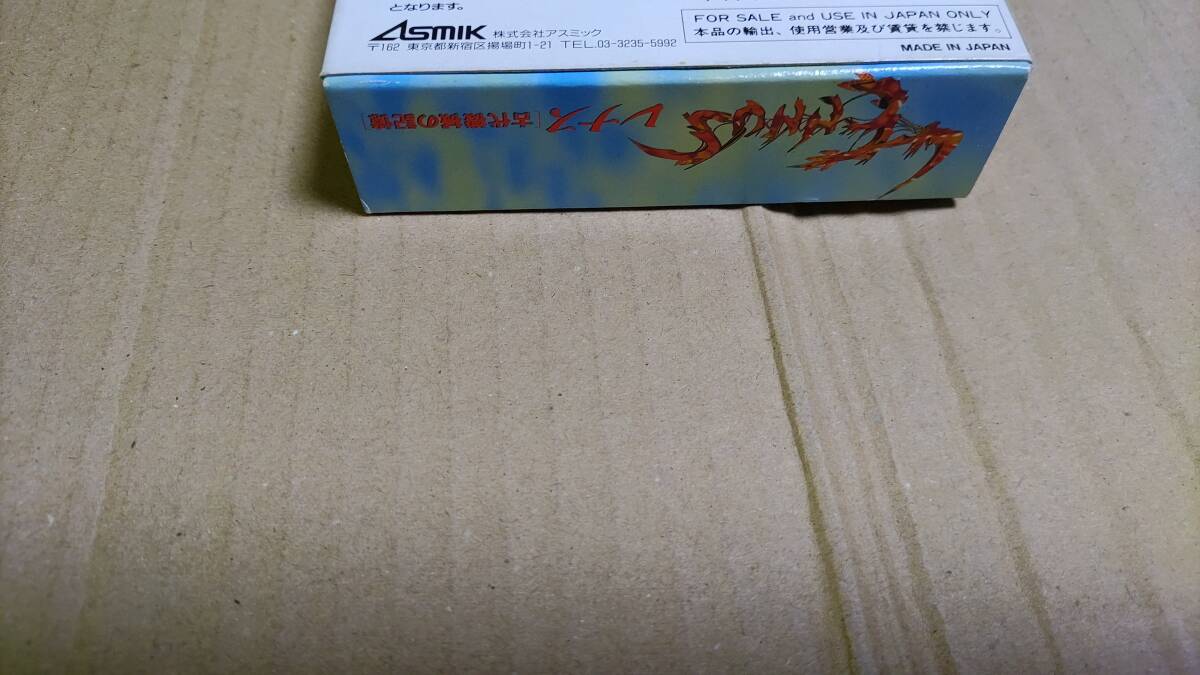 となります。
ASMIK 株式会社アスミック
〒162 東京都新宿区揚場町1-21 TEL.03-3235-5992
FOR SALE and USE IN JAPAN ONLY
本品の輸出、使用営業及び賃貸を禁じます。
MADE IN JAPAN
レナス [古代機械の記憶]